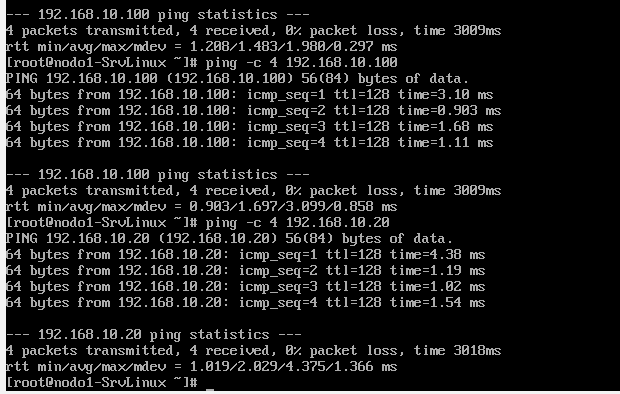 --- 192.168.10.100 ping statistics ---
4 packets transmitted, 4 received, 0% packet loss, time 3009ms
rtt min/avg/max/mdev = 1.208/1.483/1.980/0.297 ms
[root@nodo1-SrvLinux ~]# ping -c 4 192.168.10.100
PING 192.168.10.100 (192.168.10.100) 56(84) bytes of data.
64 bytes from 192.168.10.100: icmp_seq=1 ttl=128 time=3.10 ms
64 bytes from 192.168.10.100: icmp_seq=2 ttl=128 time=0.903 ms
64 bytes from 192.168.10.100: icmp_seq=3 ttl=128 time=1.68 ms
64 bytes from 192.168.10.100: icmp_seq=4 ttl=128 time=1.11 ms
--- 192.168.10.100 ping statistics ---
4 packets transmitted, 4 received, 0% packet loss, time 3009ms
rtt min/avg/max/mdev = 0.903/1.697/3.099/0.858 ms
[root@nodo1-SrvLinux ~]# ping -c 4 192.168.10.20
PING 192.168.10.20 (192.168.10.20) 56(84) bytes of data.
64 bytes from 192.168.10.20: icmp_seq=1 ttl=128 time=4.38 ms
64 bytes from 192.168.10.20: icmp_seq=2 ttl=128 time=1.19 ms
64 bytes from 192.168.10.20: icmp_seq=3 ttl=128 time=1.02 ms
64 bytes from 192.168.10.20: icmp_seq=4 ttl=128 time=1.54 ms
--- 192.168.10.20 ping statistics ---
4 packets transmitted, 4 received, 0% packet loss, time 3018ms
rtt min/avg/max/mdev = 1.019/2.029/4.375/1.366 ms
[root@nodo1-SrvLinux ~]# _